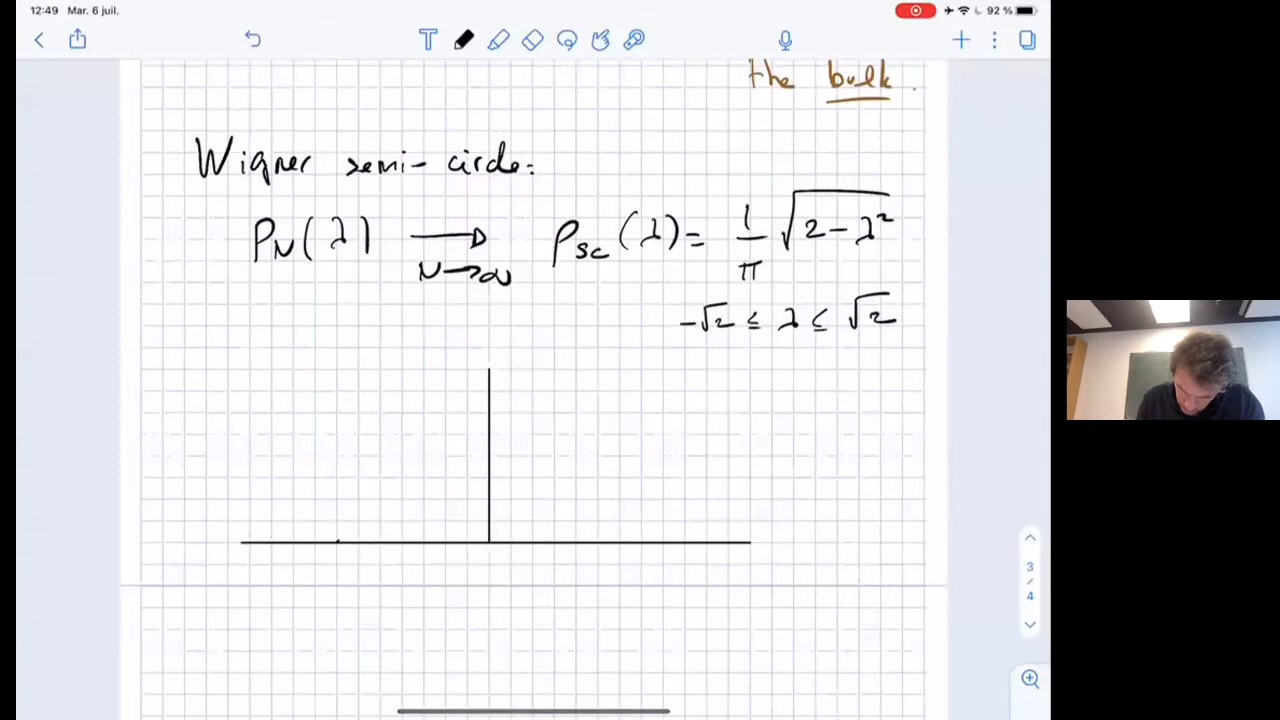 12:49 Mar. 6 juil. 92 %
T
the bulk.
Wigner semi-circle:
ρN(λ) → N→∞ ρsc(λ) = 1/π √(2-λ²)
-√2 ≤ λ ≤ √2
3
/
4